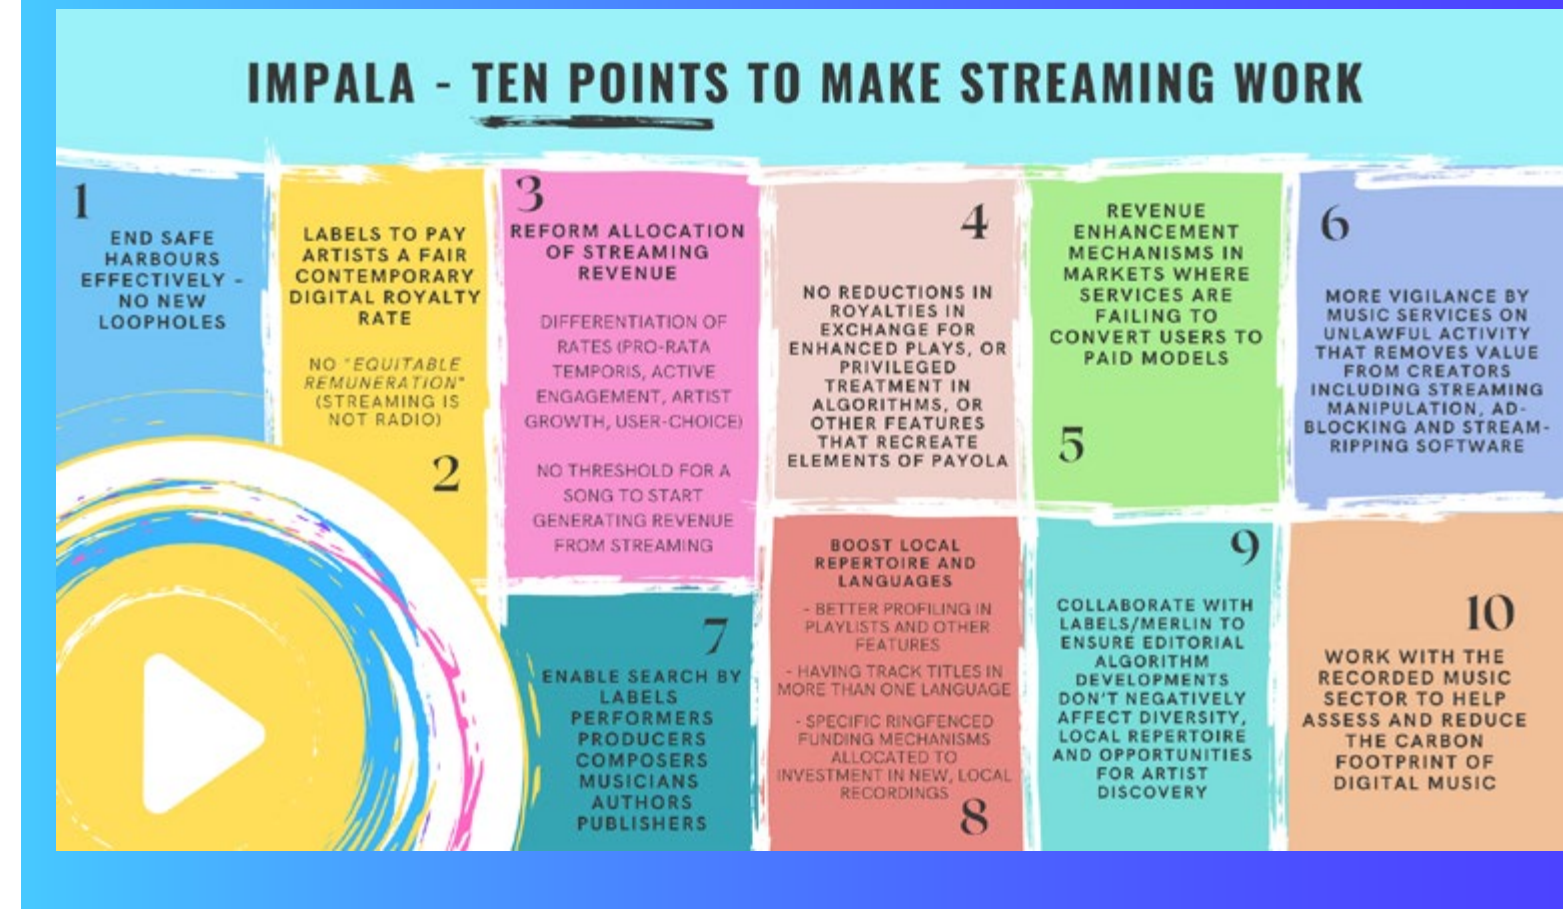 IMPALA - TEN POINTS TO MAKE STREAMING WORK
1
END SAFE
HARBOURS
EFFECTIVELY -
NO NEW
LOOPHOLES
LABELS TO PAY
ARTISTS A FAIR
CONTEMPORARY
DIGITAL ROYALTY
RATE
NO "EQUITABLE
REMUNERATION"
(STREAMING IS
NOT RADIO)
2
3
REFORM ALLOCATION
OF STREAMING
REVENUE
DIFFERENTIATION OF
RATES (PRO-RATA
TEMPORIS, ACTIVE
ENGAGEMENT, ARTIST
GROWTH, USER-CHOICE)
NO THRESHOLD FOR A
SONG TO START
GENERATING REVENUE
FROM STREAMING
4
NO REDUCTIONS IN
ROYALTIES IN
EXCHANGE FOR
ENHANCED PLAYS, OR
PRIVILEGED
TREATMENT IN
ALGORITHMS, OR
OTHER FEATURES
THAT RECREATE
ELEMENTS OF PAYOLA
REVENUE
ENHANCEMENT
MECHANISMS IN
MARKETS WHERE
SERVICES ARE
FAILING TO
CONVERT USERS TO
PAID MODELS
5
6
MORE VIGILANCE BY
MUSIC SERVICES ON
UNLAWFUL ACTIVITY
THAT REMOVES VALUE
FROM CREATORS
INCLUDING STREAMING
MANIPULATION, AD-
BLOCKING AND STREAM-
RIPPING SOFTWARE
7
ENABLE SEARCH BY
LABELS
PERFORMERS
PRODUCERS
COMPOSERS
MUSICIANS
AUTHORS
PUBLISHERS
BOOST LOCAL
REPERTOIRE AND
LANGUAGES
- BETTER PROFILING IN
PLAYLISTS AND OTHER
FEATURES
- HAVING TRACK TITLES IN
MORE THAN ONE LANGUAGE
- SPECIFIC RINGFENCED
FUNDING MECHANISMS
ALLOCATED TO
INVESTMENT IN NEW, LOCAL
RECORDINGS
8
9
COLLABORATE WITH
LABELS/MERLIN TO
ENSURE EDITORIAL
ALGORITHM
DEVELOPMENTS
DON'T NEGATIVELY
AFFECT DIVERSITY,
LOCAL REPERTOIRE
AND OPPORTUNITIES
FOR ARTIST
DISCOVERY
10
WORK WITH THE
RECORDED MUSIC
SECTOR TO HELP
ASSESS AND REDUCE
THE CARBON
FOOTPRINT OF
DIGITAL MUSIC